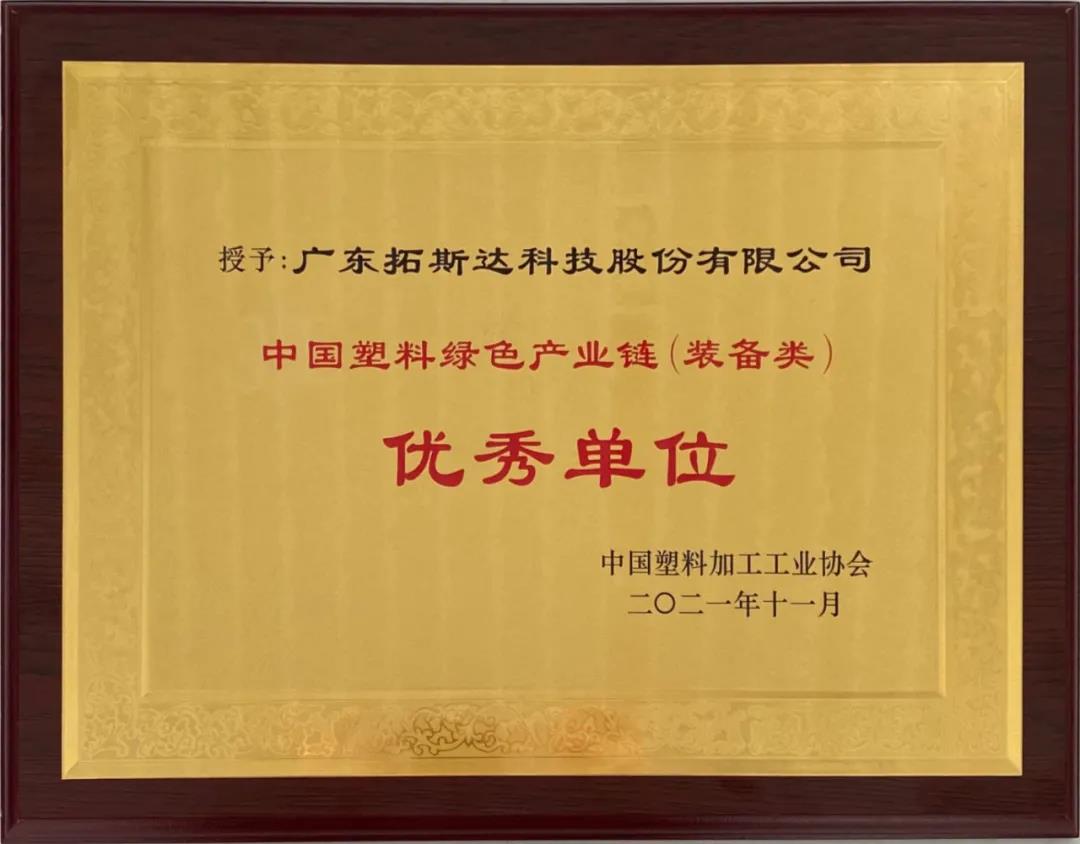 授予:广东拓斯达科技股份有限公司
中国塑料绿色产业链(装备类)
优秀单位
中国塑料加工工业协会
二〇二一年十一月